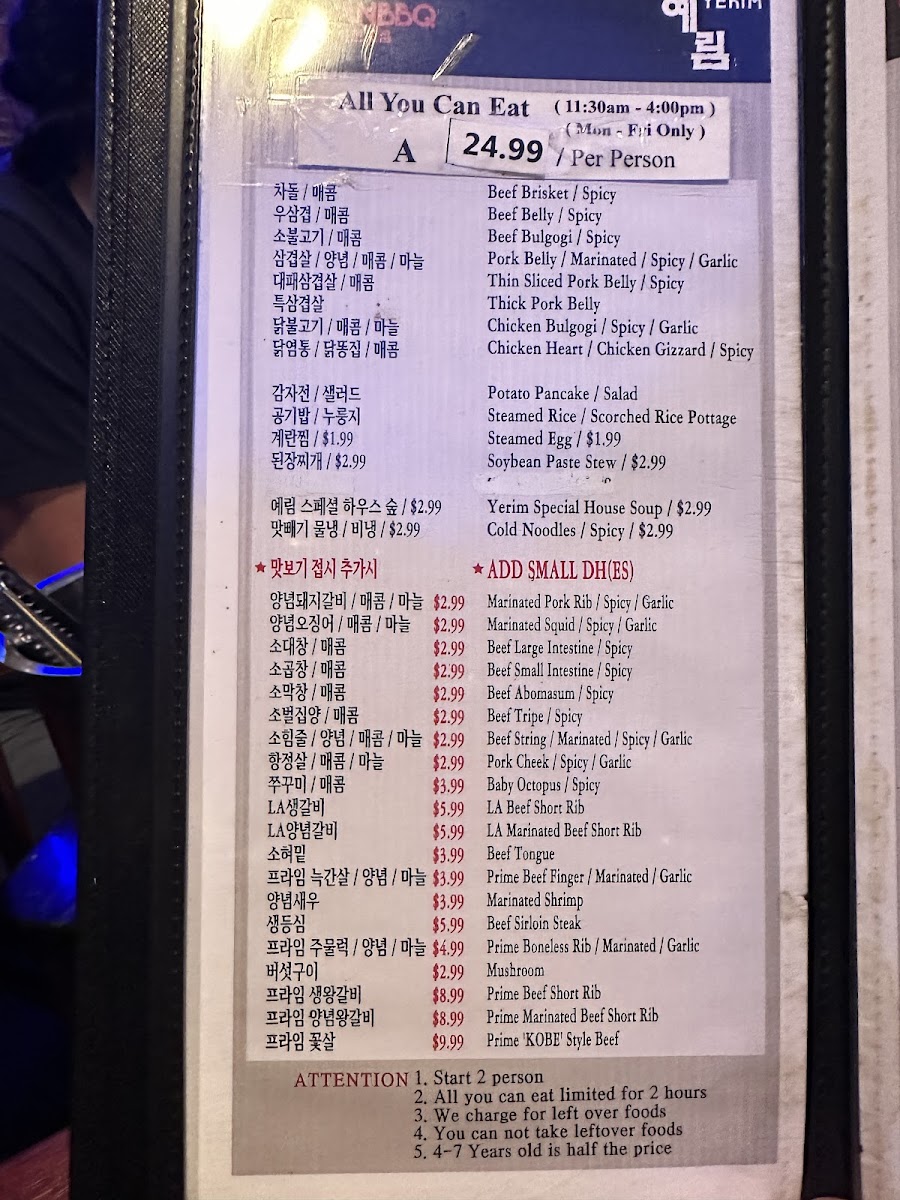 NBBQ
YERIM
예림
All You Can Eat ( 11:30am - 4:00pm )
( Mon - Fri Only )
A 24.99 / Per Person
차돌 / 매콤 Beef Brisket / Spicy
우삼겹 / 매콤 Beef Belly / Spicy
소불고기 / 매콤 Beef Bulgogi / Spicy
삼겹살 / 양념 / 매콤 / 마늘 Pork Belly / Marinated / Spicy / Garlic
대패삼겹살 / 매콤 Thin Sliced Pork Belly / Spicy
특삼겹살 Thick Pork Belly
닭불고기 / 매콤 / 마늘 Chicken Bulgogi / Spicy / Garlic
닭염통 / 닭똥집 / 매콤 Chicken Heart / Chicken Gizzard / Spicy
감자전 / 샐러드 Potato Pancake / Salad
공기밥 / 누룽지 Steamed Rice / Scorched Rice Pottage
계란찜 / $1.99 Steamed Egg / $1.99
된장찌개 / $2.99 Soybean Paste Stew / $2.99
예림 스페셜 하우스 숲 / $2.99 Yerim Special House Soup / $2.99
맛빼기 물냉 / 비냉 / $2.99 Cold Noodles / Spicy / $2.99
★ 맛보기 접시 추가시 ★ ADD SMALL DH(ES)
양념돼지갈비 / 매콤 / 마늘 $2.99 Marinated Pork Rib / Spicy / Garlic
양념오징어 / 매콤 / 마늘 $2.99 Marinated Squid / Spicy / Garlic
소대창 / 매콤 $2.99 Beef Large Intestine / Spicy
소곱창 / 매콤 $2.99 Beef Small Intestine / Spicy
소막창 / 매콤 $2.99 Beef Abomasum / Spicy
소벌집양 / 매콤 $2.99 Beef Tripe / Spicy
소힘줄 / 양념 / 매콤 / 마늘 $2.99 Beef String / Marinated / Spicy / Garlic
항정살 / 매콤 / 마늘 $2.99 Pork Cheek / Spicy / Garlic
쭈꾸미 / 매콤 $3.99 Baby Octopus / Spicy
LA생갈비 $5.99 LA Beef Short Rib
LA양념갈비 $5.99 LA Marinated Beef Short Rib
소혀밑 $3.99 Beef Tongue
프라임 늑간살 / 양념 / 마늘 $3.99 Prime Beef Finger / Marinated / Garlic
양념새우 $3.99 Marinated Shrimp
생등심 $5.99 Beef Sirloin Steak
프라임 주물럭 / 양념 / 마늘 $4.99 Prime Boneless Rib / Marinated / Garlic
버섯구이 $2.99 Mushroom
프라임 생왕갈비 $8.99 Prime Beef Short Rib
프라임 양념왕갈비 $8.99 Prime Marinated Beef Short Rib
프라임 꽃살 $9.99 Prime 'KOBE' Style Beef
ATTENTION 1. Start 2 person
2. All you can eat limited for 2 hours
3. We charge for left over foods
4. You can not take leftover foods
5. 4-7 Years old is half the price